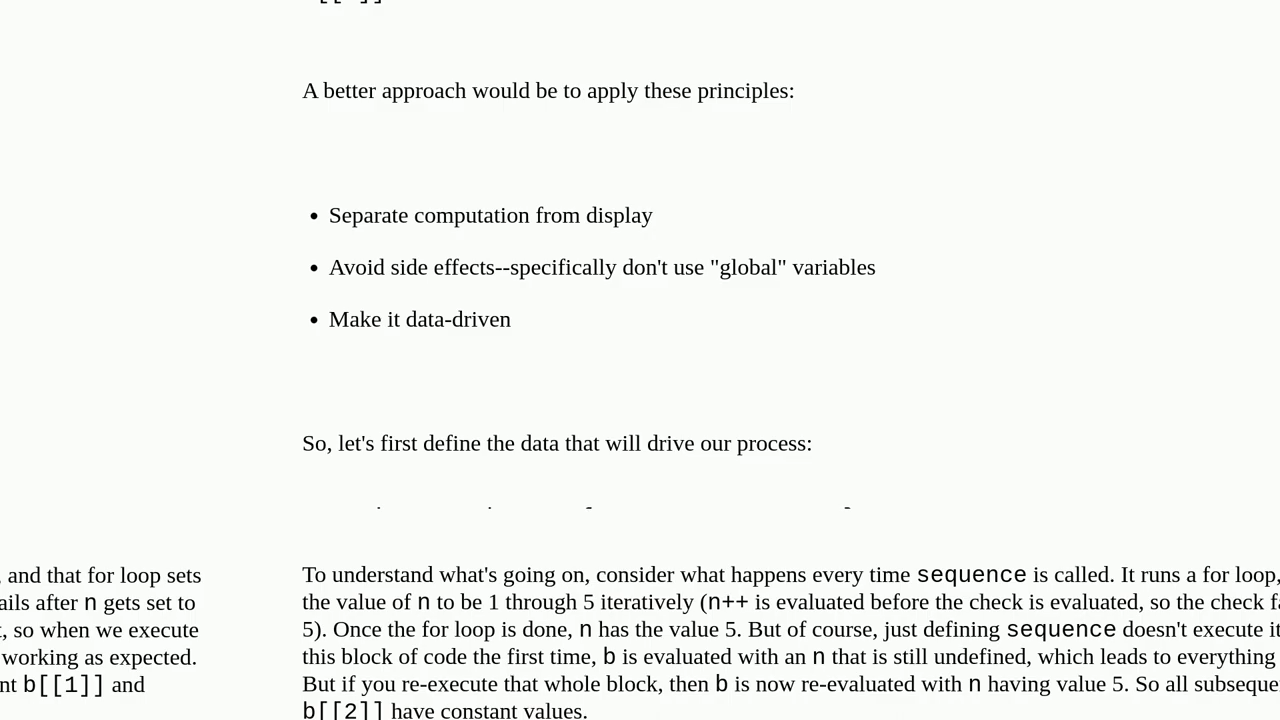 A better approach would be to apply these principles:
• Separate computation from display
• Avoid side effects--specifically don't use "global" variables
• Make it data-driven
So, let's first define the data that will drive our process:
To understand what's going on, consider what happens every time sequence is called. It runs a for loop,
the value of n to be 1 through 5 iteratively (n++ is evaluated before the check is evaluated, so the check
5). Once the for loop is done, n has the value 5. But of course, just defining sequence doesn't execute
this block of code the first time, b is evaluated with an n that is still undefined, which leads to everything
But if you re-execute that whole block, then b is now re-evaluated with n having value 5. So all
b[[2]] have constant values.
and that for loop sets
after n gets set to
so when we execute
working as expected.
b[[1]] and